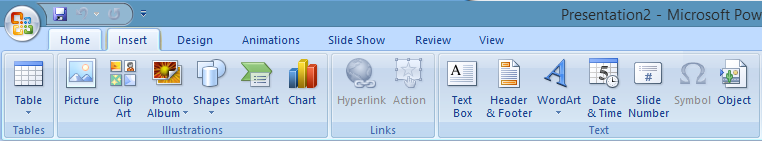 Presentation2 - Microsoft Pow
Home Insert Design Animations Slide Show Review View
Table Picture Clip Art Photo Album Shapes SmartArt Chart Hyperlink Action Text Box Header & Footer WordArt Date & Time Slide Number Symbol Object
Tables Illustrations Links Text